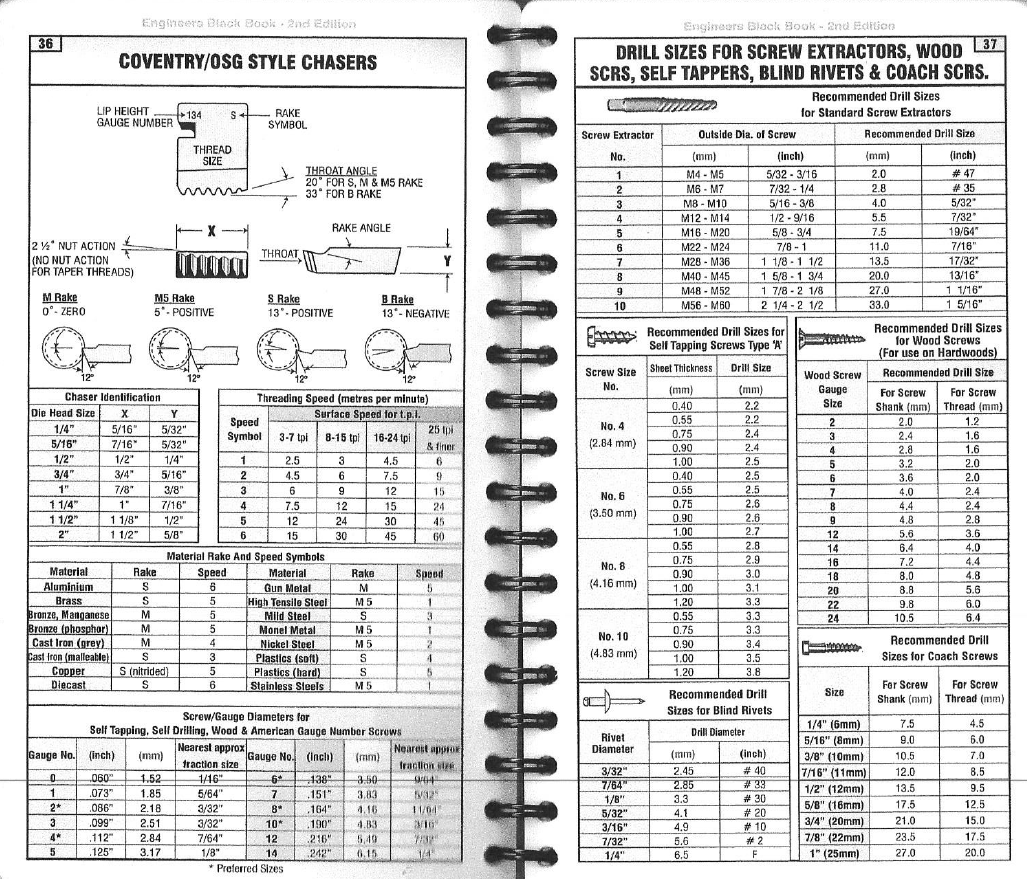 Engineers Black Book - 2nd Edition
36
COVENTRY/OSG STYLE CHASERS
LIP HEIGHT
GAUGE NUMBER
134
S
RAKE
SYMBOL
THREAD
SIZE
THROAT ANGLE
20° FOR S, M & M5 RAKE
33° FOR B RAKE
X
RAKE ANGLE
2 ½° NUT ACTION
(NO NUT ACTION
FOR TAPER THREADS)
THROAT
Y
M Rake M5 Rake S Rake B Rake
0°- ZERO 5°- POSITIVE 13°- POSITIVE 13°- NEGATIVE
12° 12° 12° 12°
Chaser Identification
Die Head Size X Y
1/4" 5/16" 5/32"
5/16" 7/16" 5/32"
1/2" 1/2" 1/4"
3/4" 3/4" 5/16"
1" 7/8" 3/8"
1 1/4" 1" 7/16"
1 1/2" 1 1/8" 1/2"
2" 1 1/2" 5/8"
Threading Speed (metres per minute)
Speed
Symbol
Surface Speed for t.p.i.
3-7 tpi 8-15 tpi 16-24 tpi 25 tpi
& finer
1 2.5 3 4.5 6
2 4.5 6 7.5 9
3 6 9 12 15
4 7.5 12 15 24
5 12 24 30 45
6 15 30 45 60
Material Rake And Speed Symbols
Material Rake Speed Material Rake Speed
Aluminium S 6 Gun Metal M 5
Brass S 5 High Tensile Steel M 5 1
Bronze, Manganese M 5 Mild Steel S 3
Bronze (phosphor) M 5 Monel Metal M 5 1
Cast Iron (grey) M 4 Nickel Steel M 5 2
Cast Iron (malleable) S 3 Plastics (soft) S 4
Copper S (nitrided) 5 Plastics (hard) S 5
Diecast S 6 Stainless Steels M 5 1
Screw/Gauge Diameters for
Self Tapping, Self Drilling, Wood & American Gauge Number Screws
Gauge No. (inch) (mm) Nearest approx
fraction size Gauge No. (inch) (mm) Nearest approx
fraction size
0 .060" 1.52 1/16" 6* .138" 3.50 9/64"
1 .073" 1.85 5/64" 7 .151" 3.83 5/32"
2* .086" 2.18 3/32" 8* .164" 4.16 11/64"
3 .099" 2.51 3/32" 10* .190" 4.83 3/16"
4* .112" 2.84 7/64" 12 .216" 5.49 7/32"
5 .125" 3.17 1/8" 14 .242" 6.15 1/4"
* Preferred Sizes
Engineers Black Book - 2nd Edition
37
DRILL SIZES FOR SCREW EXTRACTORS, WOOD
SCRS, SELF TAPPERS, BLIND RIVETS & COACH SCRS.
Recommended Drill Sizes
for Standard Screw Extractors
Screw Extractor Outside Dia. of Screw Recommended Drill Size
No. (mm) (inch) (mm) (inch)
1 M4 - M5 5/32 - 3/16 2.0 # 47
2 M6 - M7 7/32 - 1/4 2.8 # 35
3 M8 - M10 5/16 - 3/8 4.0 5/32"
4 M12 - M14 1/2 - 9/16 5.5 7/32"
5 M16 - M20 5/8 - 3/4 7.5 19/64"
6 M22 - M24 7/8 - 1 11.0 7/16"
7 M28 - M36 1 1/8 - 1 1/2 13.5 17/32"
8 M40 - M45 1 5/8 - 1 3/4 20.0 13/16"
9 M48 - M52 1 7/8 - 2 1/8 27.0 1 1/16"
10 M56 - M60 2 1/4 - 2 1/2 33.0 1 5/16"
Recommended Drill Sizes for
Self Tapping Screws Type 'A'
Screw Size
No.
Sheet Thickness Drill Size
(mm) (mm)
No. 4
(2.84 mm)
0.40 2.2
0.55 2.2
0.75 2.4
0.90 2.4
1.00 2.5
No. 6
(3.50 mm)
0.40 2.5
0.55 2.5
0.75 2.6
0.90 2.6
1.00 2.7
No. 8
(4.16 mm)
0.55 2.8
0.75 2.9
0.90 3.0
1.00 3.1
1.20 3.3
No. 10
(4.83 mm)
0.55 3.3
0.75 3.3
0.90 3.4
1.00 3.5
1.20 3.8
Recommended Drill
Sizes for Blind Rivets
Rivet
Diameter
Drill Diameter
(mm) (inch)
3/32" 2.45 # 40
7/64" 2.85 # 33
1/8" 3.3 # 30
5/32" 4.1 # 20
3/16" 4.9 # 10
7/32" 5.6 # 2
1/4" 6.5 F
Recommended Drill Sizes
for Wood Screws
(For use on Hardwoods)
Wood Screw
Gauge
Size
Recommended Drill Size
For Screw
Shank (mm)
For Screw
Thread (mm)
2 2.0 1.2
3 2.4 1.6
4 2.8 1.6
5 3.2 2.0
6 3.6 2.0
7 4.0 2.4
8 4.4 2.4
9 4.8 2.8
12 5.6 3.6
14 6.4 4.0
16 7.2 4.4
18 8.0 4.8
20 8.8 5.6
22 9.8 6.0
24 10.5 6.4
Recommended Drill
Sizes for Coach Screws
Size
For Screw
Shank (mm)
For Screw
Thread (mm)
1/4" (6mm) 7.5 4.5
5/16" (8mm) 9.0 6.0
3/8" (10mm) 10.5 7.0
7/16" (11mm) 12.0 8.5
1/2" (12mm) 13.5 9.5
5/8" (16mm) 17.5 12.5
3/4" (20mm) 21.0 15.0
7/8" (22mm) 23.5 17.5
1" (25mm) 27.0 20.0